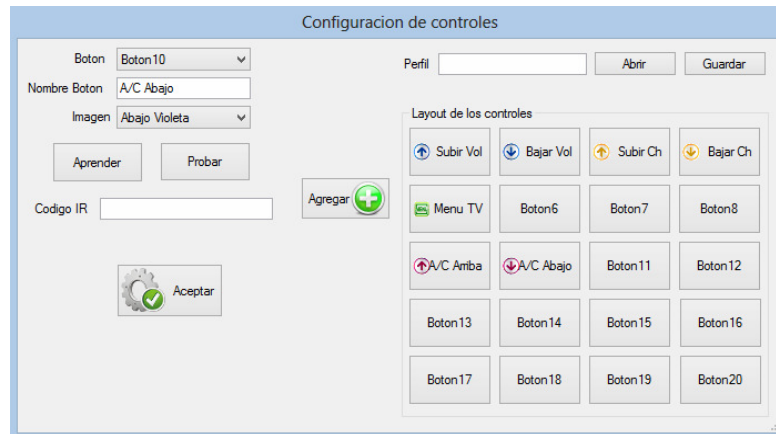 Configuracion de controles
Boton Boton10
Nombre Boton A/C Abajo
Imagen Abajo Violeta
Aprender Probar
Codigo IR
Aceptar
Agregar
Perfil Abrir Guardar
Layout de los controles
Subir Vol Bajar Vol Subir Ch Bajar Ch
Menu TV Boton6 Boton7 Boton8
A/C Arriba A/C Abajo Boton11 Boton12
Boton13 Boton14 Boton15 Boton16
Boton17 Boton18 Boton19 Boton20